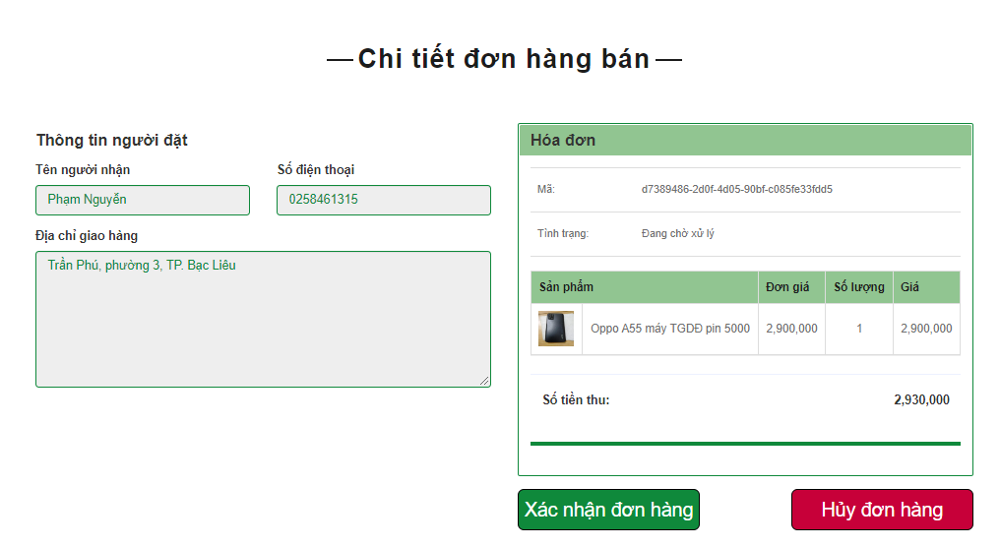 Chi tiết đơn hàng bán
Thông tin người đặt
Tên người nhận
Số điện thoại
Phạm Nguyễn
0258461315
Địa chỉ giao hàng
Trần Phú, phường 3, TP. Bạc Liêu
Hóa đơn
Mã: d7389486-2d0f-4d05-90bf-c085fe33fdd5
Tình trạng: Đang chờ xử lý
Sản phẩm Đơn giá Số lượng Giá
Oppo A55 máy TGDĐ pin 5000 2,900,000 1 2,900,000
Số tiền thu: 2,930,000
Xác nhận đơn hàng
Hủy đơn hàng